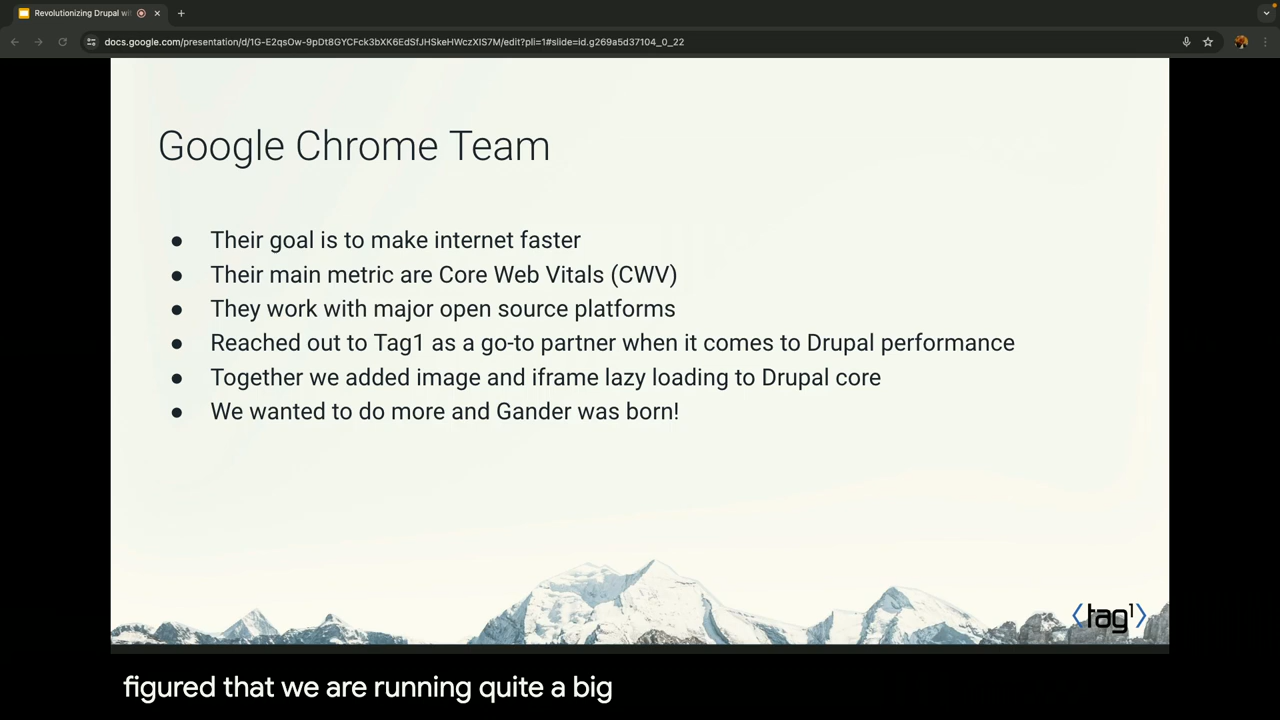 Revolutionizing Drupal wi
docs.google.com/presentation/d/1G-E2qsOw-9pDt8GYCFck3bXK6EdSfJHSkeHWczXIS7M/edit?pli=1#slide=id.g269a5d37104_0_22
Google Chrome Team
● Their goal is to make internet faster
● Their main metric are Core Web Vitals (CWV)
● They work with major open source platforms
● Reached out to Tag1 as a go-to partner when it comes to Drupal performance
● Together we added image and iframe lazy loading to Drupal core
● We wanted to do more and Gander was born!
⟨tag1⟩
figured that we are running quite a big